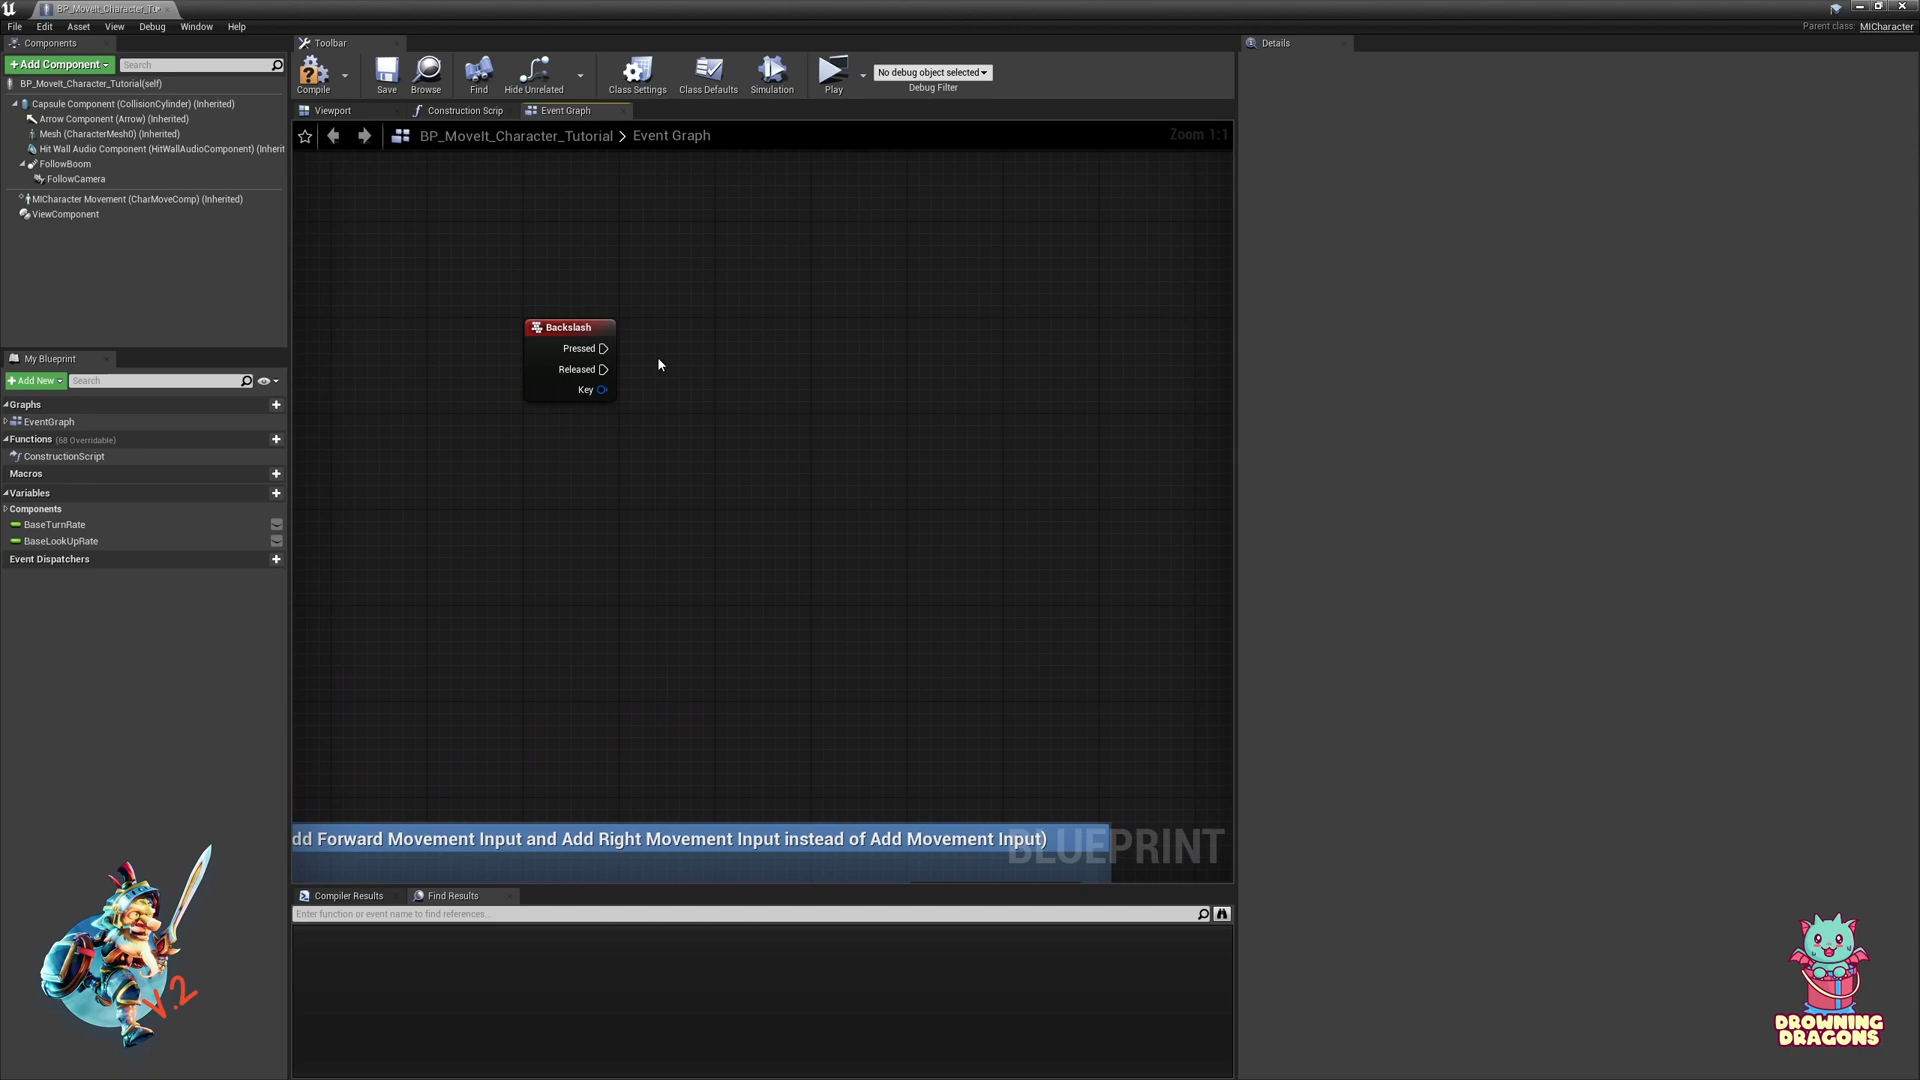 BP_MoveIt_Character_Tu
File Edit Asset View Debug Window Help
Parent class: MICharacter
Components
+Add Component
Search
BP_MoveIt_Character_Tutorial(self)
Capsule Component (CollisionCylinder) (Inherited)
Arrow Component (Arrow) (Inherited)
Mesh (CharacterMesh0) (Inherited)
Hit Wall Audio Component (HitWallAudioComponent) (Inherit
FollowBoom
FollowCamera
MICharacter Movement (CharMoveComp) (Inherited)
ViewComponent
My Blueprint
+Add New
Search
Graphs
EventGraph
Functions (68 Overridable)
ConstructionScript
Macros
Variables
Components
BaseTurnRate
BaseLookUpRate
Event Dispatchers
Toolbar
Compile
Save
Browse
Find
Hide Unrelated
Class Settings
Class Defaults
Simulation
Play
No debug object selected
Debug Filter
Viewport
Construction Scrip
Event Graph
BP_MoveIt_Character_Tutorial > Event Graph
Zoom 1:1
Backslash
Pressed
Released
Key
dd Forward Movement Input and Add Right Movement Input instead of Add Movement Input)
BLUEPRINT
Compiler Results
Find Results
Enter function or event name to find references...
Details
V.2
DROWNING
DRAGONS